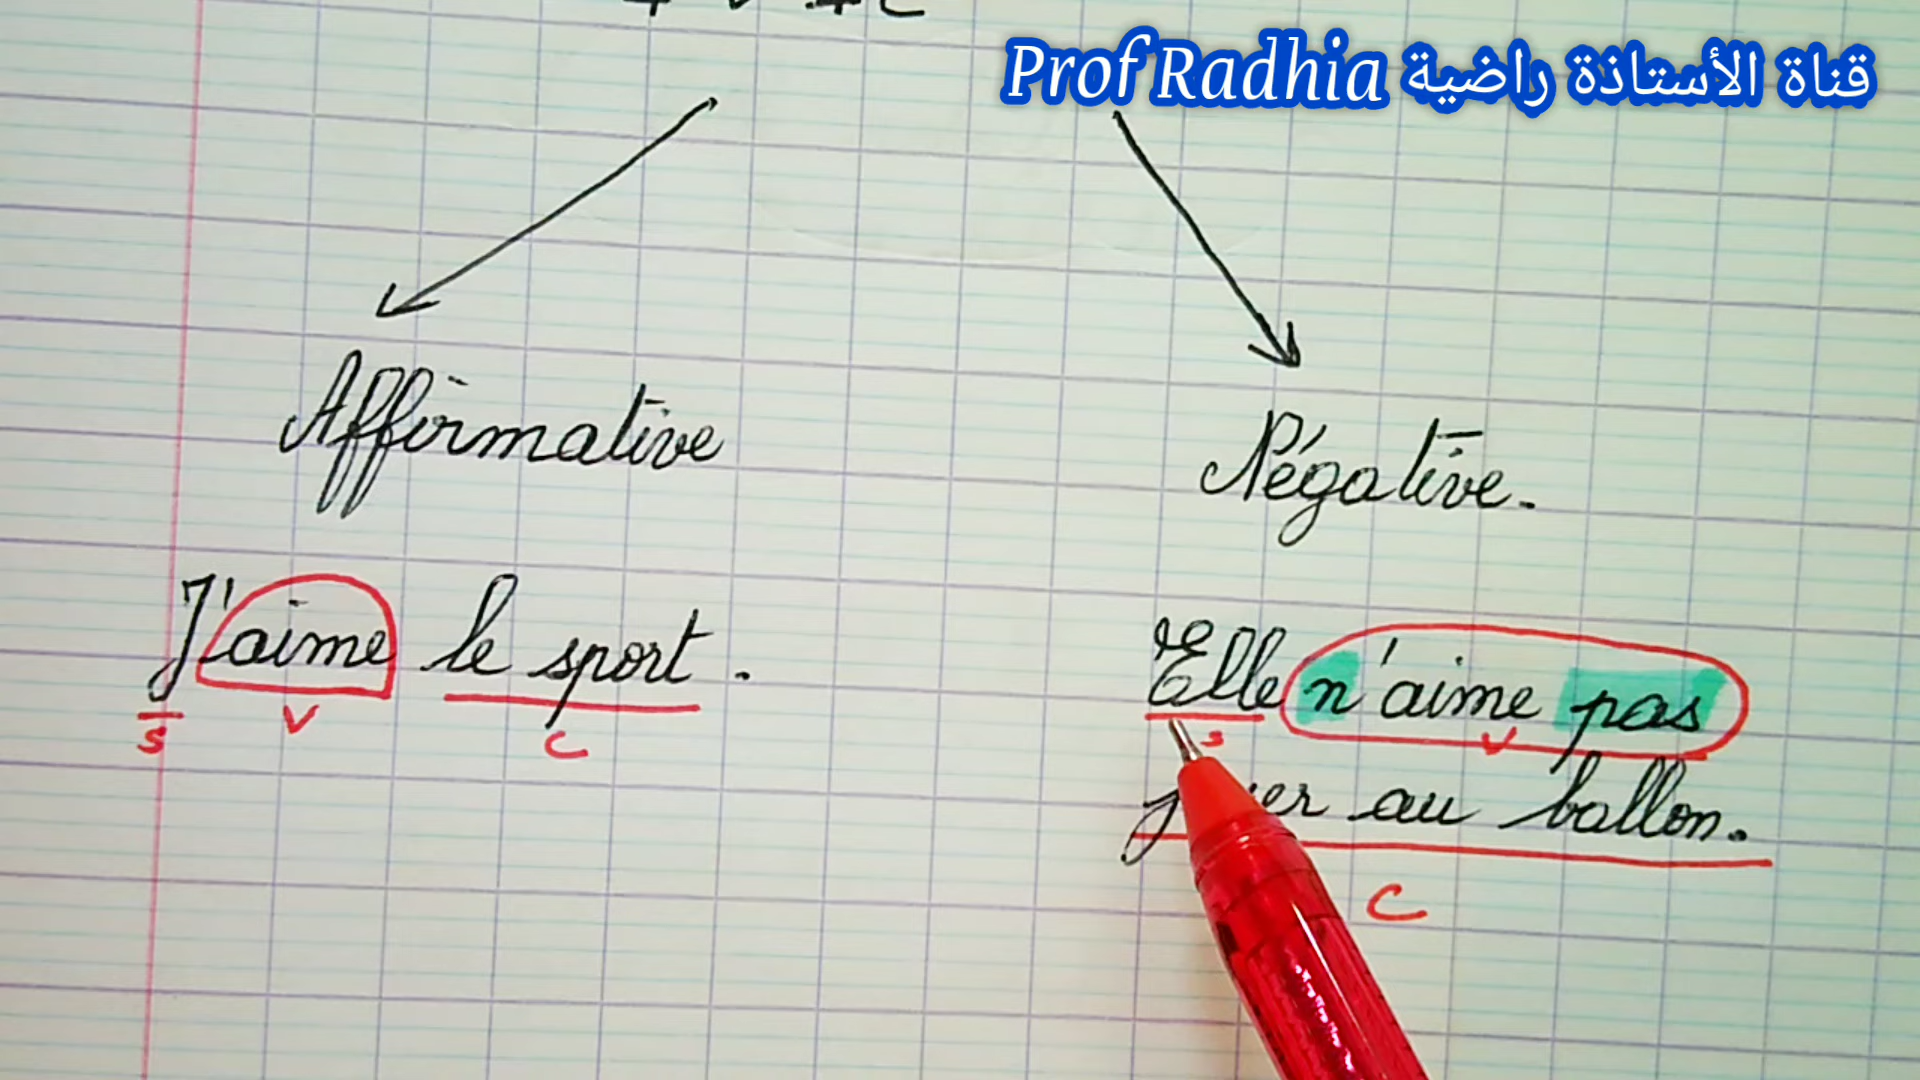 Prof Radhia قناة الأستاذة راضية
Affirmative
Négative.
J'aime le sport.
S V C
Elle n'aime pas
S V
au ballon.
C